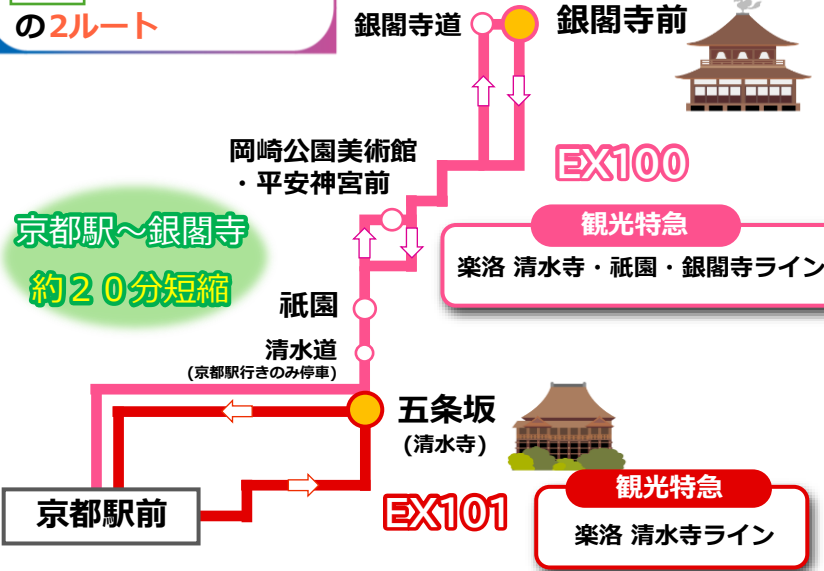 の2ルート
銀閣寺道
銀閣寺前
岡崎公園美術館
・平安神宮前
EX100
京都駅～銀閣寺
約２０分短縮
観光特急
楽洛 清水寺・祇園・銀閣寺ライン
祇園
清水道
(京都駅行きのみ停車)
五条坂
(清水寺)
京都駅前
EX101
観光特急
楽洛 清水寺ライン